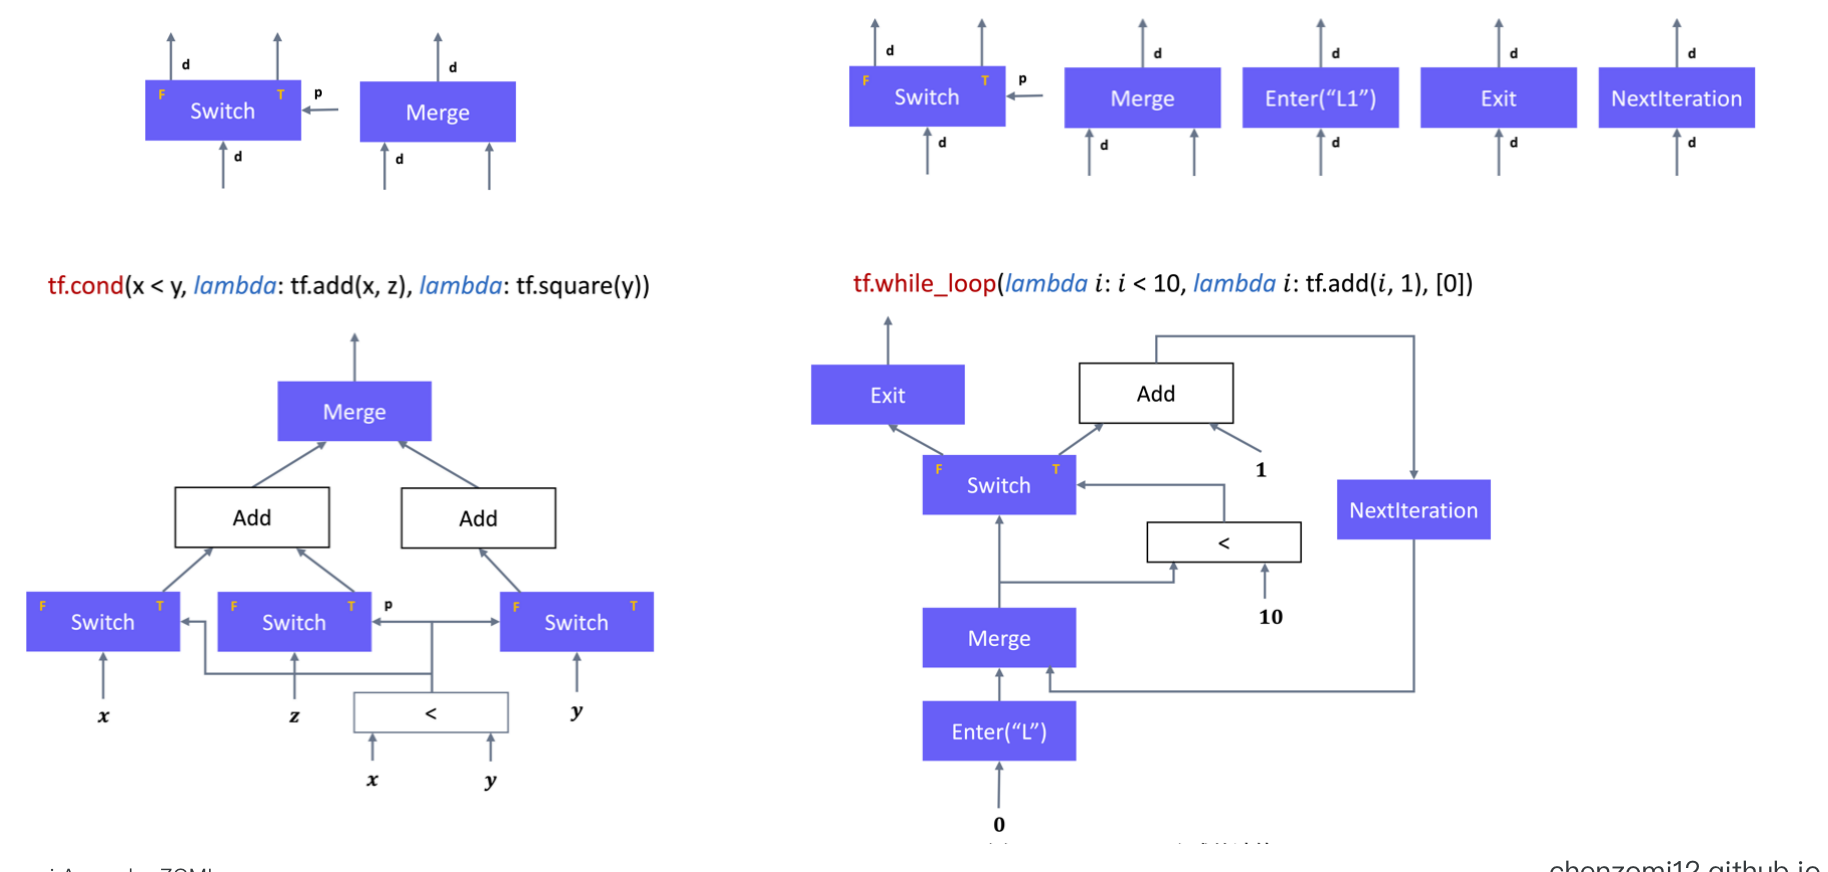 d
F
T
Switch
p
d
d
Merge
d
d
F
T
Switch
p
d
d
Merge
d
d
Enter(“L1”)
d
d
Exit
d
d
NextIteration
d
tf.cond(x < y, lambda: tf.add(x, z), lambda: tf.square(y))
Merge
Add
Add
F
T
Switch
F
T
Switch
p
F
T
Switch
x
z
y
<
x
y
tf.while_loop(lambda i: i < 10, lambda i: tf.add(i, 1), [0])
Exit
Add
1
F
T
Switch
NextIteration
<
10
Merge
Enter(“L”)
0
chenzomi12.github.io